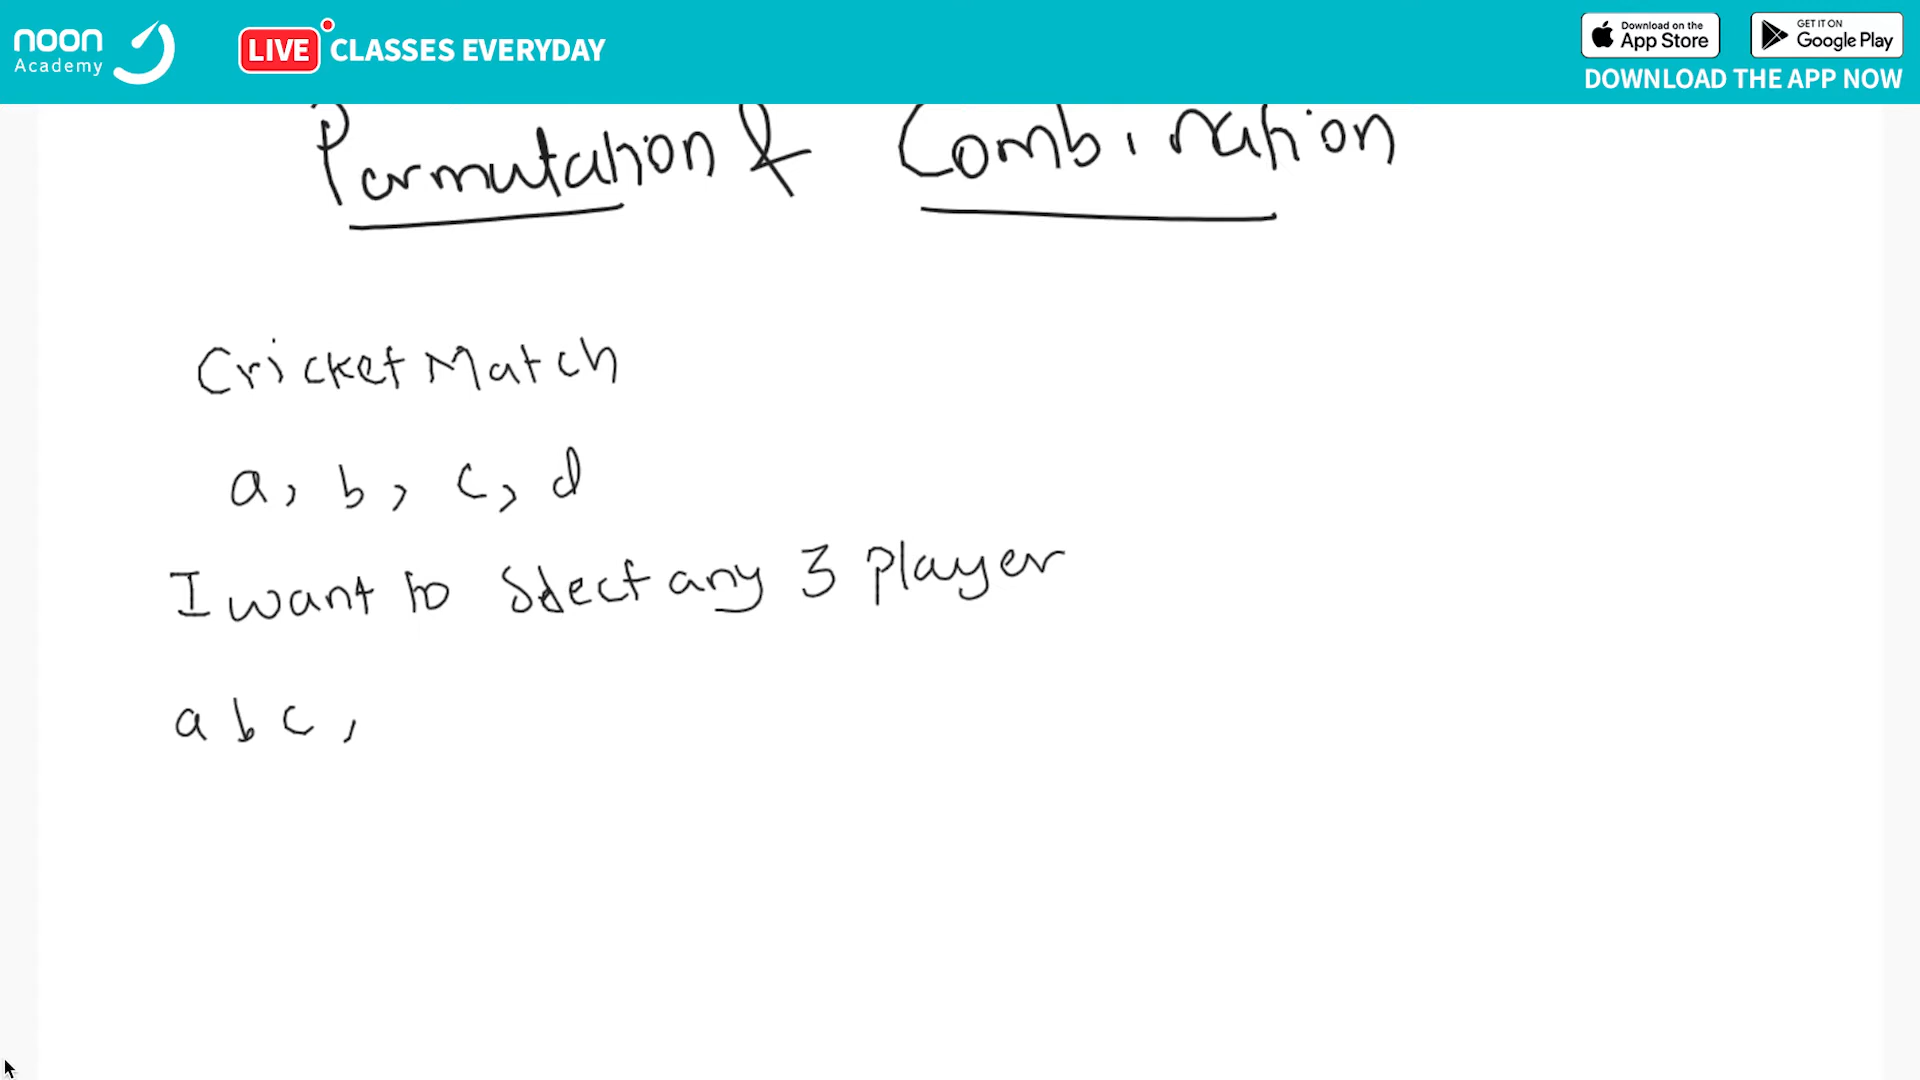 noon
Academy
LIVE CLASSES EVERYDAY
Download on the
App Store
GET IT ON
Google Play
DOWNLOAD THE APP NOW
Permutation & Combination
Cricket Match
a, b, c, d
I want to Select any 3 player
a b c ,